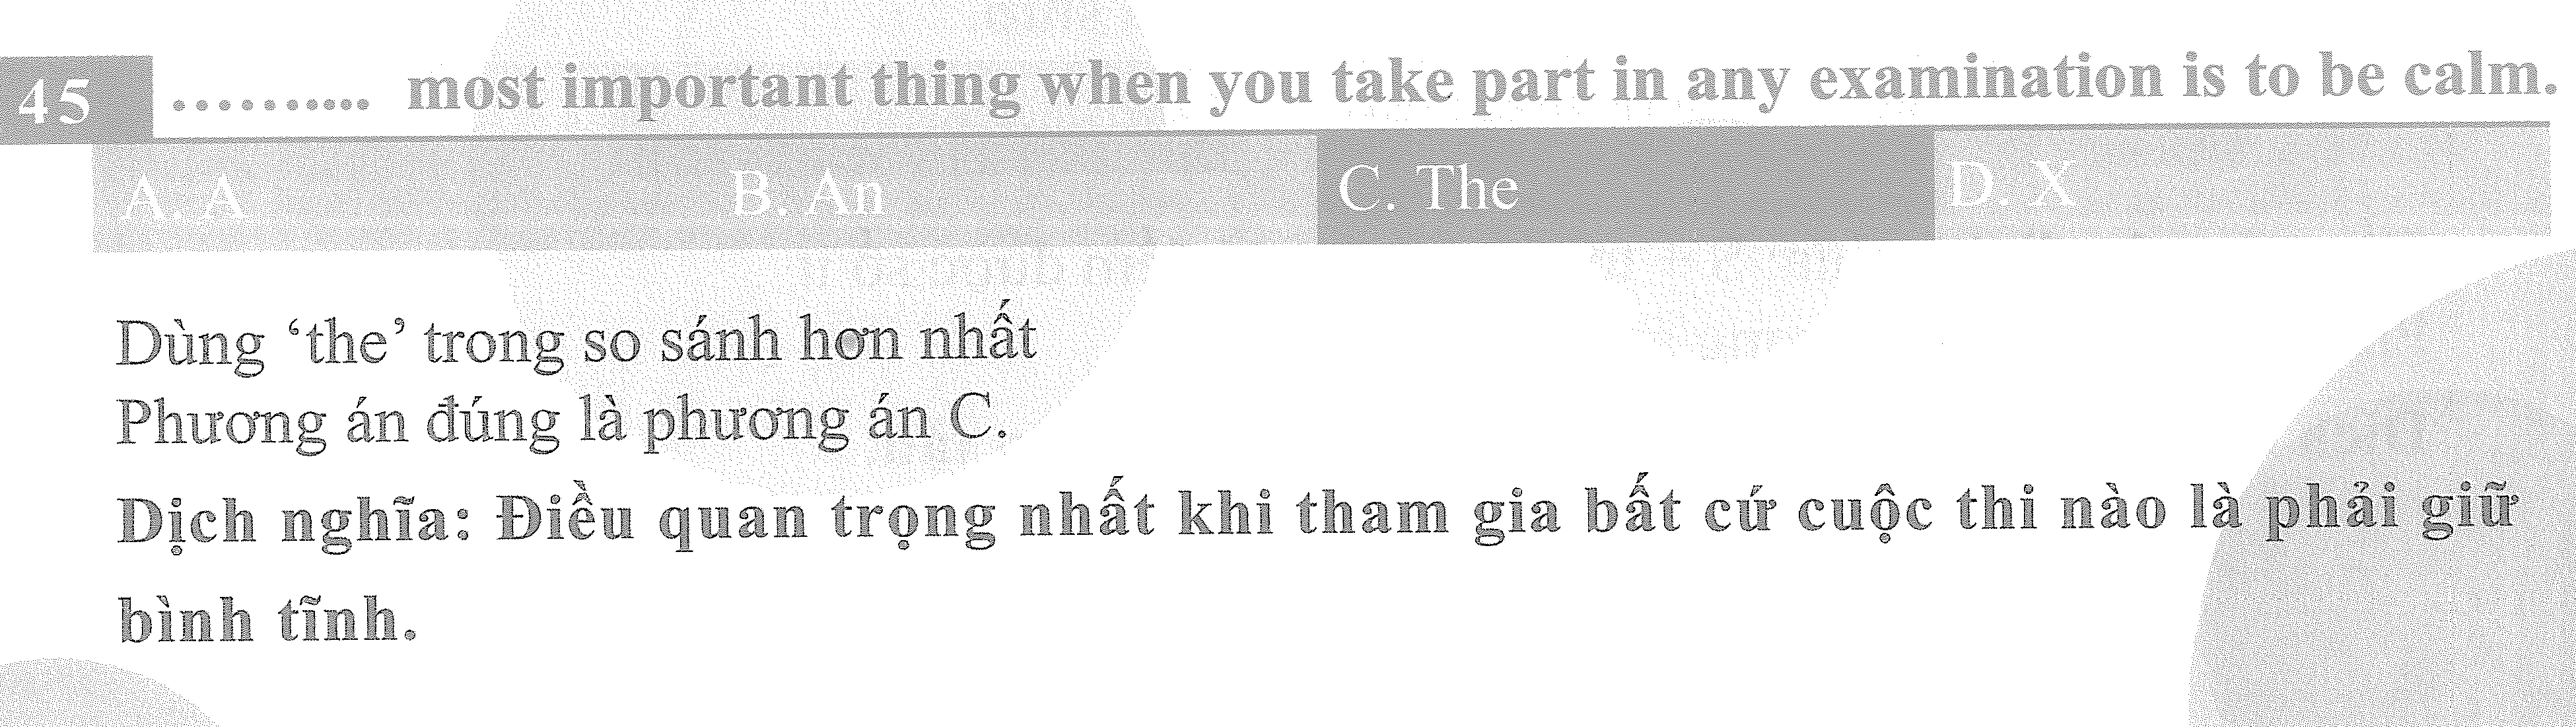 45 ………. most important thing when you take part in any examination is to be calm.
A. A B. An C. The D. X
Dùng ‘the’ trong so sánh hơn nhất
Phương án đúng là phương án C.
Dịch nghĩa: Điều quan trọng nhất khi tham gia bất cứ cuộc thi nào là phải giữ
bình tĩnh.